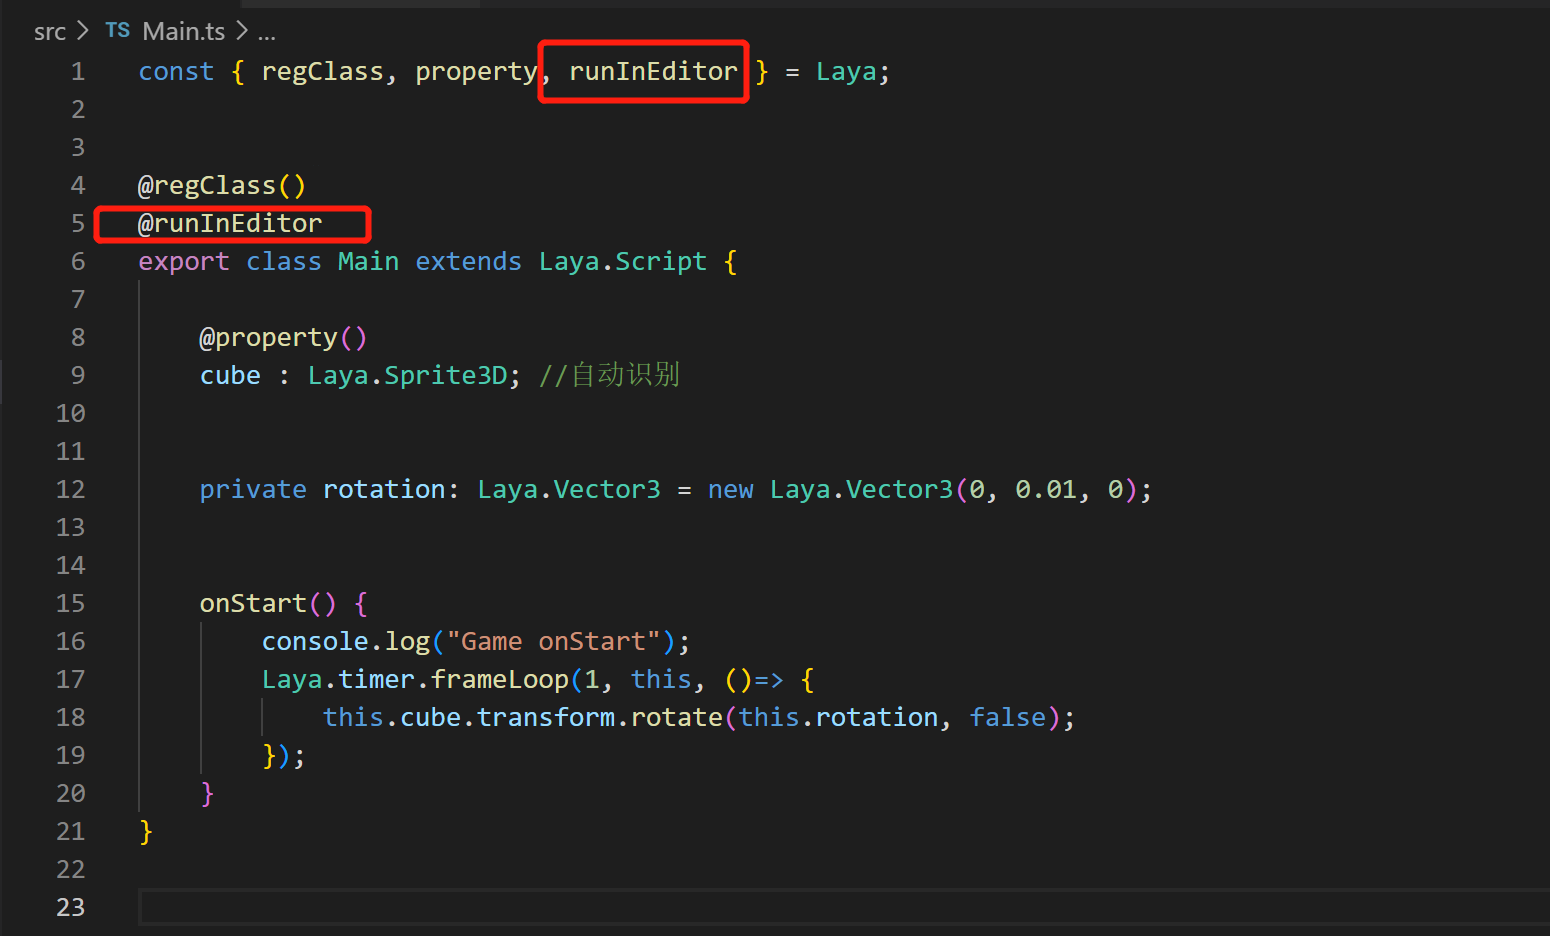 src > TS Main.ts > ...
1 const { regClass, property, runInEditor } = Laya;
2
3
4 @regClass()
5 @runInEditor
6 export class Main extends Laya.Script {
7
8 @property()
9 cube : Laya.Sprite3D; //自动识别
10
11
12 private rotation: Laya.Vector3 = new Laya.Vector3(0, 0.01, 0);
13
14
15 onStart() {
16 console.log("Game onStart");
17 Laya.timer.frameLoop(1, this, ()=> {
18 this.cube.transform.rotate(this.rotation, false);
19 });
20 }
21 }
22
23